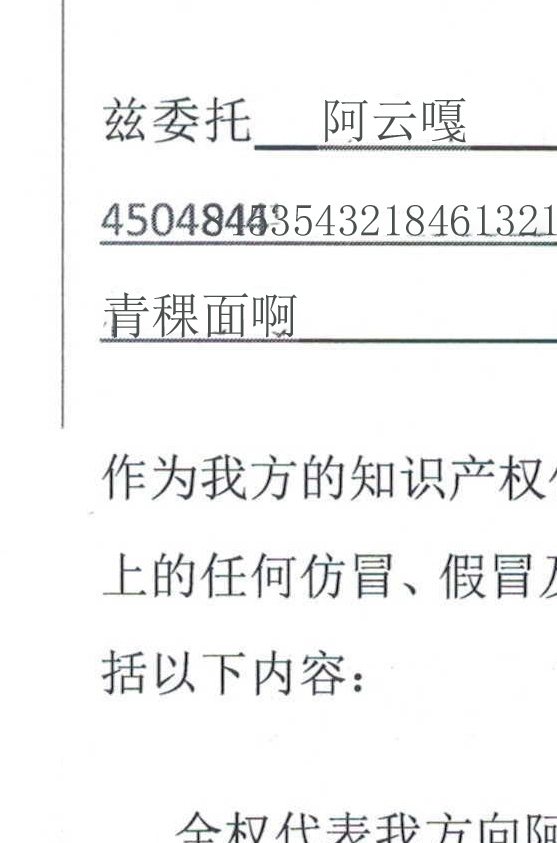 兹委托 阿云嘎
453543218461321
青稞面啊
作为我方的知识产权
上的任何仿冒、假冒及
括以下内容：
全权代表我方向阿